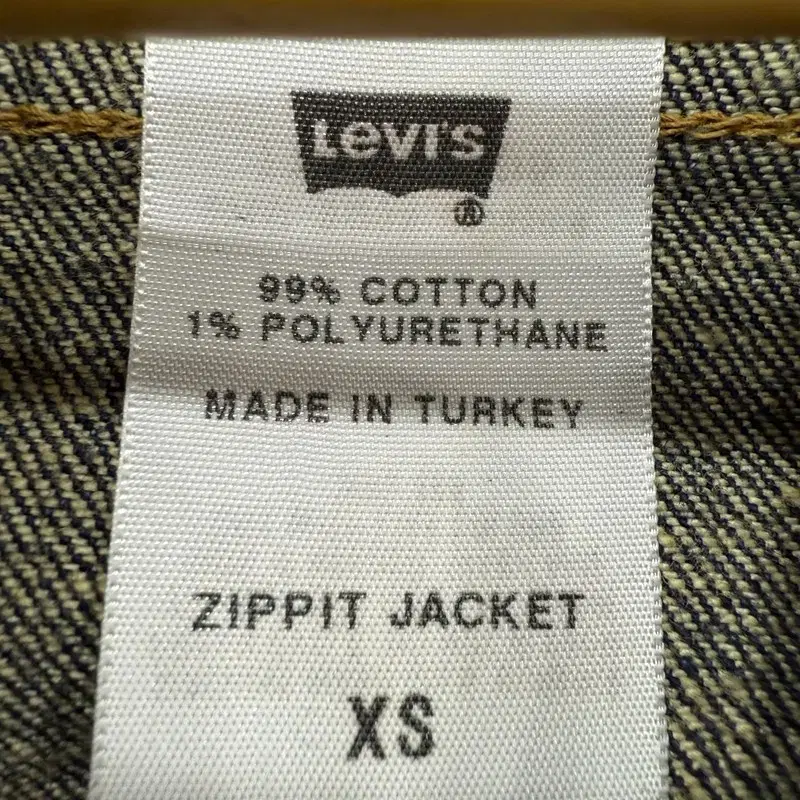 LEVI'S
®
99% COTTON
1% POLYURETHANE
MADE IN TURKEY
ZIPPIT JACKET
XS